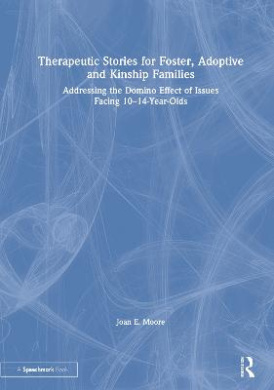 Therapeutic Stories for Foster, Adoptive
and Kinship Families
Addressing the Domino Effect of Issues
Facing 10–14-Year-Olds
Joan E. Moore
A Speechmark Book
R